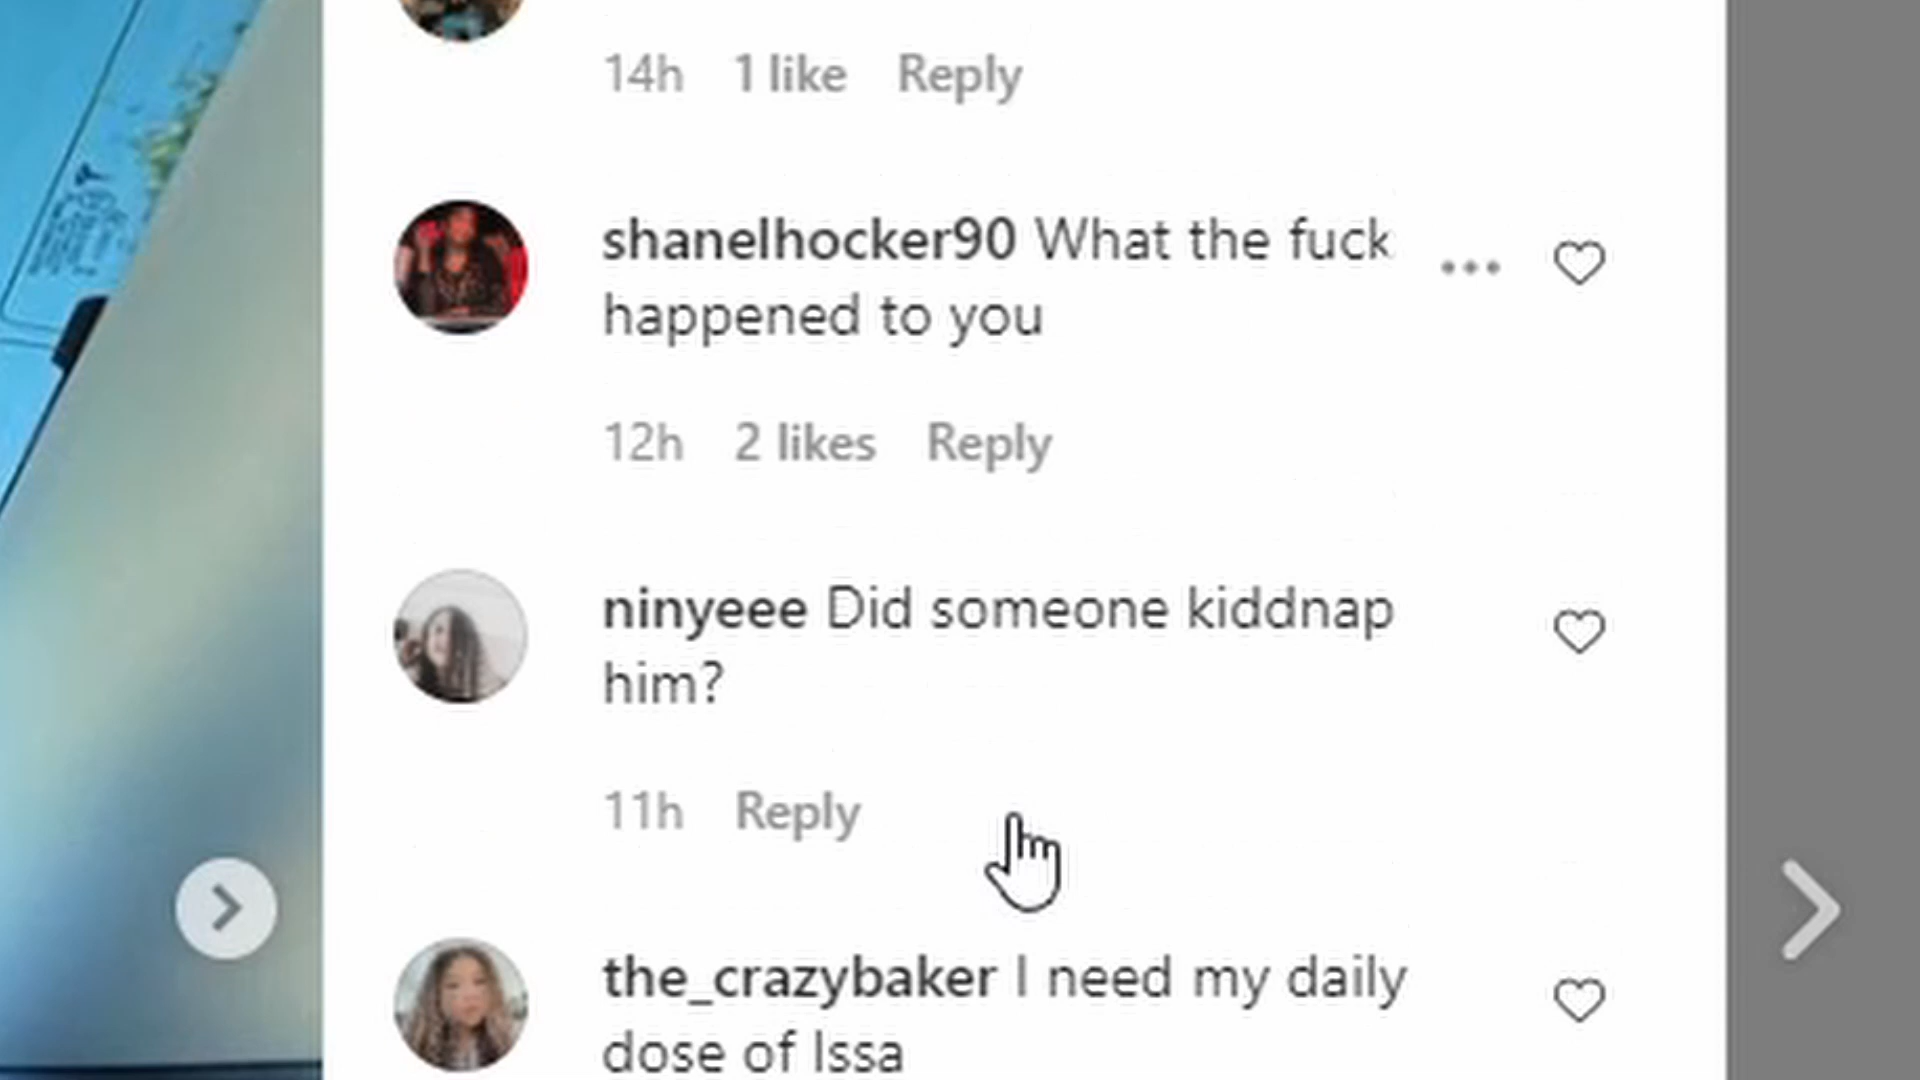 14h 1 like Reply
shanelhocker90 What the fuck
happened to you
12h 2 likes Reply
ninyeee Did someone kiddnap
him?
11h Reply
the_crazybaker I need my daily
dose of Issa